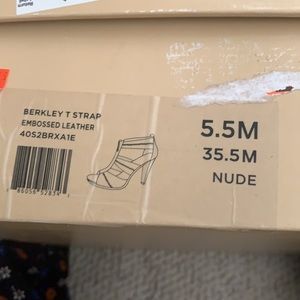 BERKLEY T STRAP
EMBOSSED LEATHER
40S2BRXA1E
5.5M
35.5M
NUDE